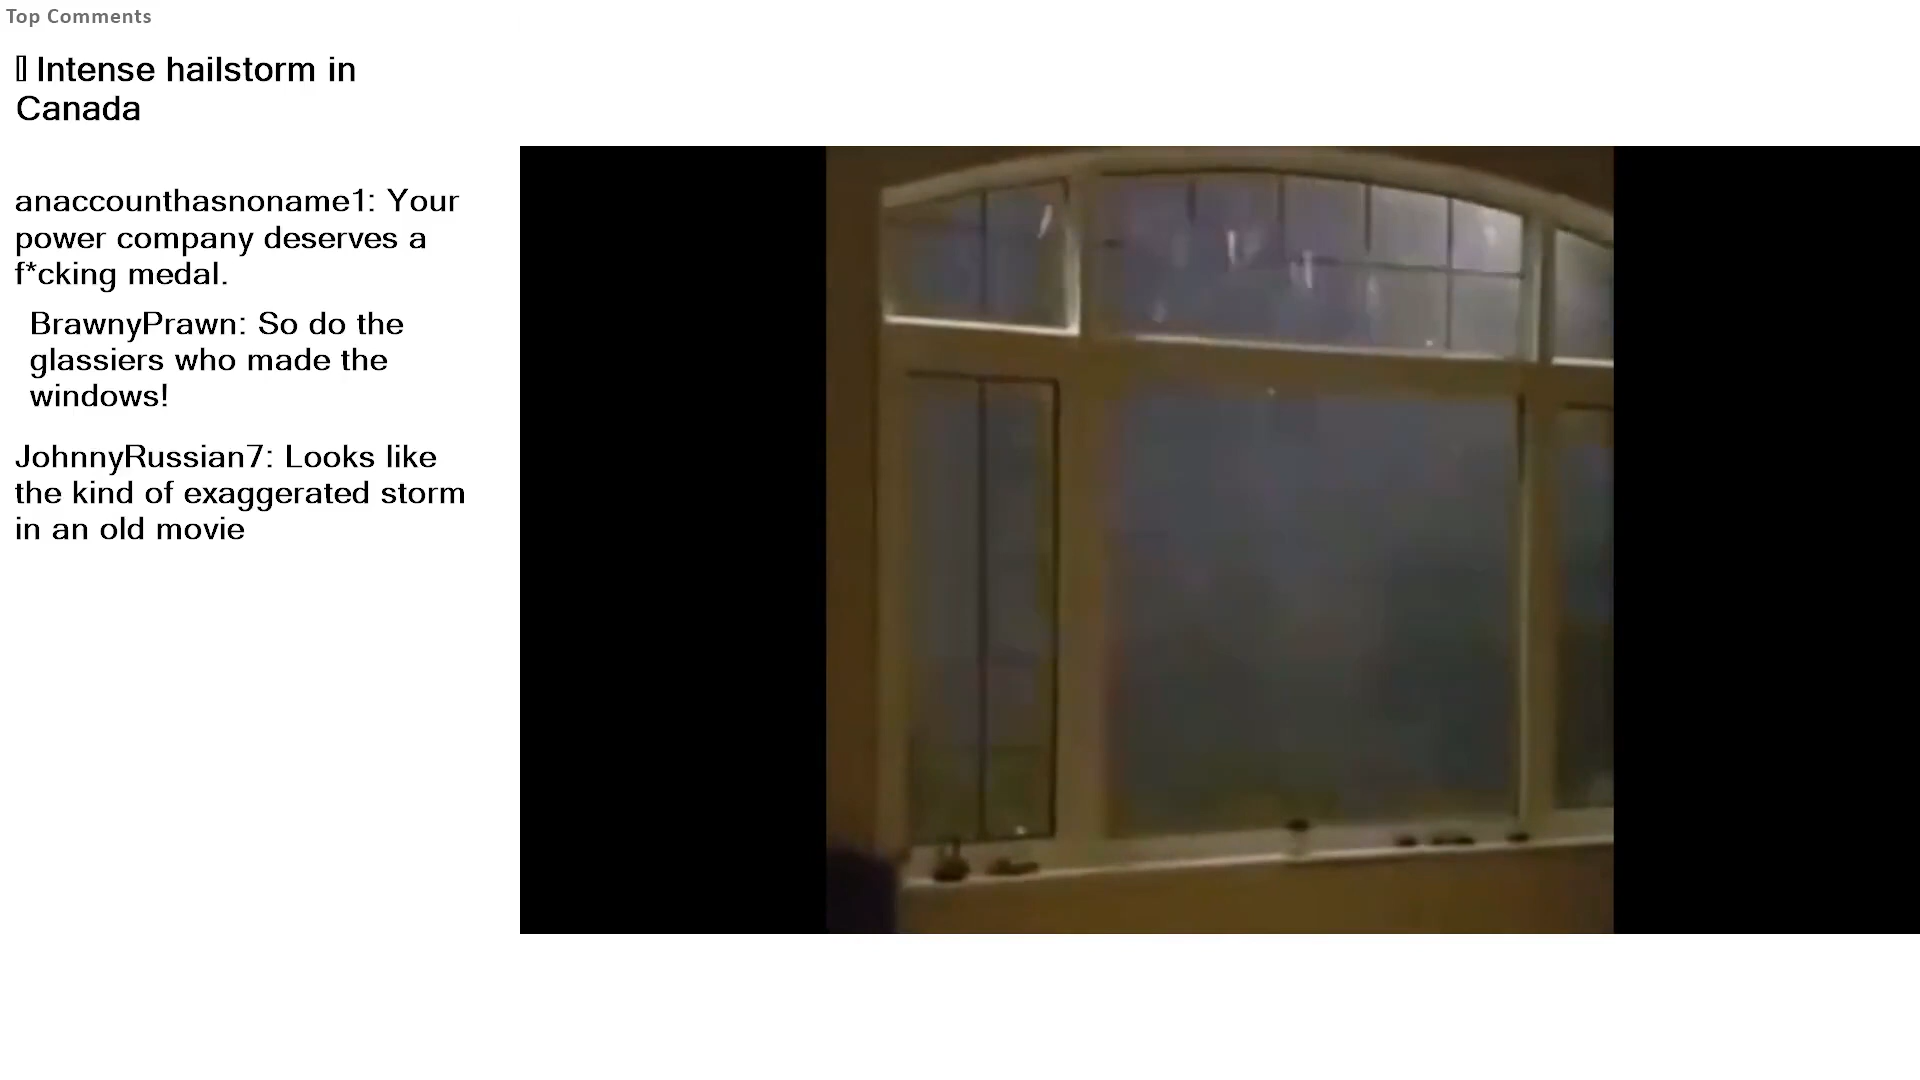 Top Comments
Intense hailstorm in
Canada
anaccounthasnoname1: Your
power company deserves a
f*cking medal.
BrawnyPrawn: So do the
glassiers who made the
windows!
JohnnyRussian7: Looks like
the kind of exaggerated storm
in an old movie